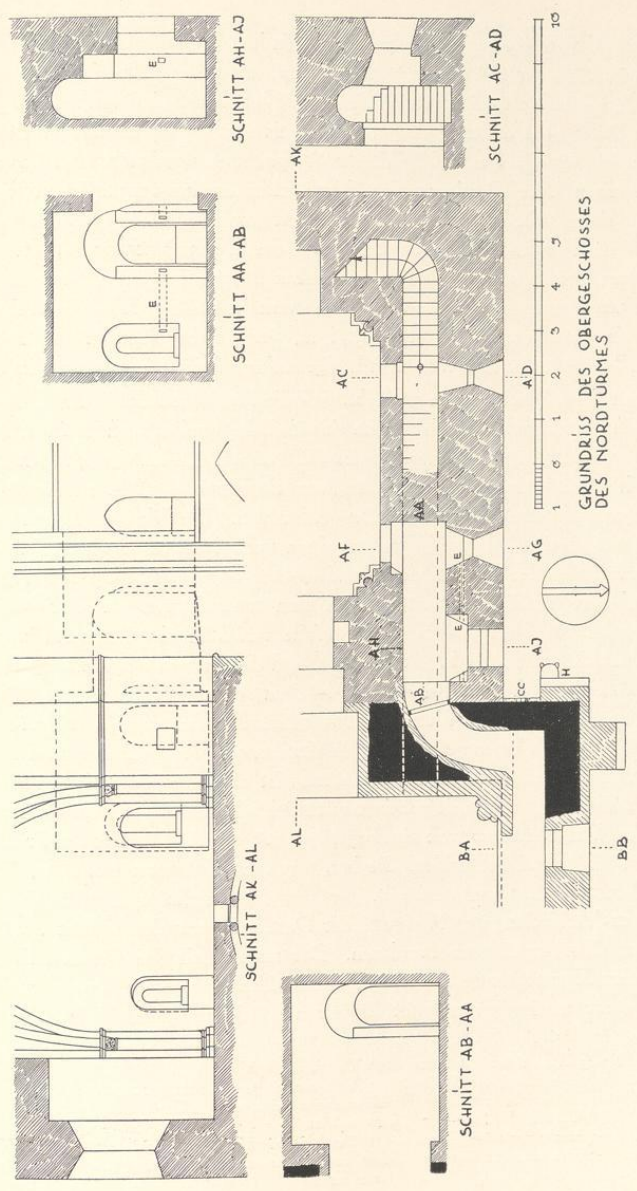 SCHNITT AH-AJ
E
SCHNITT AA-AB
E
SCHNITT AK-AL
SCHNITT AB-AA
SCHNITT AC-AD
AK
AC
AD
AF
AG
AA
E
E
AH
AJ
AB
CC
H
AL
BA
BB
1 0 1 2 3 4 5 10
GRUNDRISS DES OBERGESCHOSSES
DES NORDTURMES